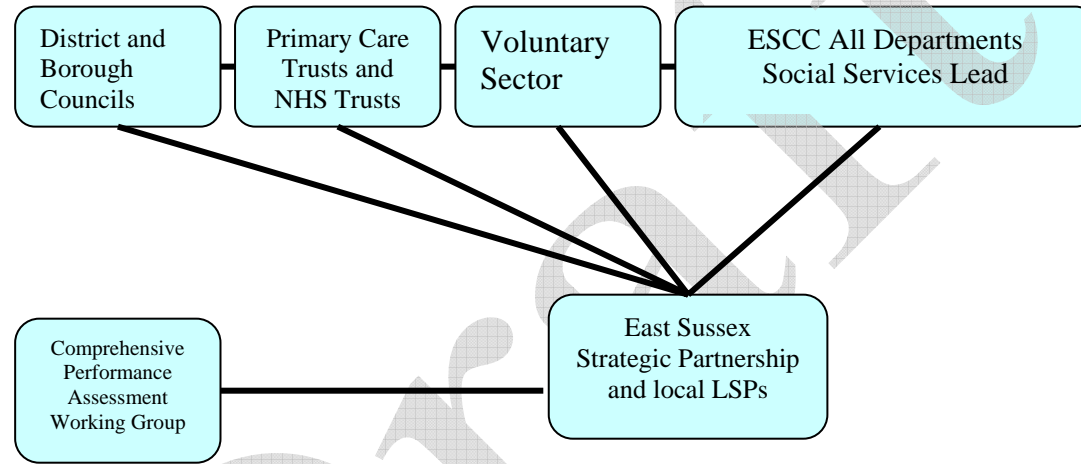 District and
Borough
Councils
Primary Care
Trusts and
NHS Trusts
Voluntary
Sector
ESCC All Departments
Social Services Lead
East Sussex
Strategic Partnership
and local LSPs
Comprehensive
Performance
Assessment
Working Group